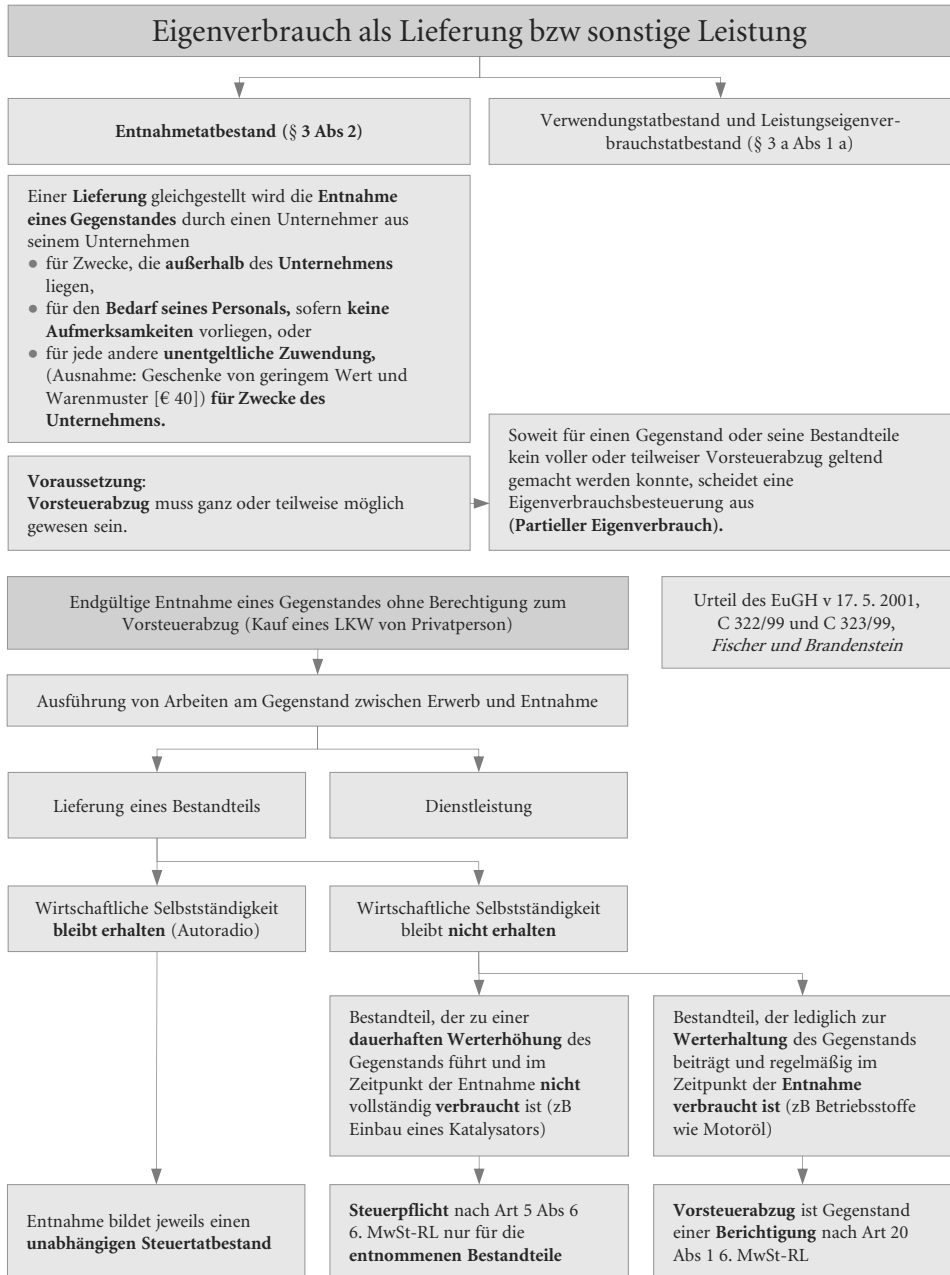 Eigenverbrauch als Lieferung bzw sonstige Leistung
Entnahmetatbestand (§ 3 Abs 2)
Verwendungstatbestand und Leistungseigenver-
brauchstatbestand (§ 3 a Abs 1 a)
Einer Lieferung gleichgestellt wird die Entnahme
eines Gegenstandes durch einen Unternehmer aus
seinem Unternehmen
● für Zwecke, die außerhalb des Unternehmens
liegen,
● für den Bedarf seines Personals, sofern keine
Aufmerksamkeiten vorliegen, oder
● für jede andere unentgeltliche Zuwendung,
(Ausnahme: Geschenke von geringem Wert und
Warenmuster [€ 40]) für Zwecke des
Unternehmens.
Voraussetzung:
Vorsteuerabzug muss ganz oder teilweise möglich
gewesen sein.
Soweit für einen Gegenstand oder seine Bestandteile
kein voller oder teilweiser Vorsteuerabzug geltend
gemacht werden konnte, scheidet eine
Eigenverbrauchsbesteuerung aus
(Partieller Eigenverbrauch).
Endgültige Entnahme eines Gegenstandes ohne Berechtigung zum
Vorsteuerabzug (Kauf eines LKW von Privatperson)
Urteil des EuGH v 17. 5. 2001,
C 322/99 und C 323/99,
Fischer und Brandenstein
Ausführung von Arbeiten am Gegenstand zwischen Erwerb und Entnahme
Lieferung eines Bestandteils
Dienstleistung
Wirtschaftliche Selbstständigkeit
bleibt erhalten (Autoradio)
Wirtschaftliche Selbstständigkeit
bleibt nicht erhalten
Bestandteil, der zu einer
dauerhaften Werterhöhung des
Gegenstands führt und im
Zeitpunkt der Entnahme nicht
vollständig verbraucht ist (zB
Einbau eines Katalysators)
Bestandteil, der lediglich zur
Werterhaltung des Gegenstands
beiträgt und regelmäßig im
Zeitpunkt der Entnahme
verbraucht ist (zB Betriebsstoffe
wie Motoröl)
Entnahme bildet jeweils einen
unabhängigen Steuertatbestand
Steuerpflicht nach Art 5 Abs 6
6. MwSt-RL nur für die
entnommenen Bestandteile
Vorsteuerabzug ist Gegenstand
einer Berichtigung nach Art 20
Abs 1 6. MwSt-RL